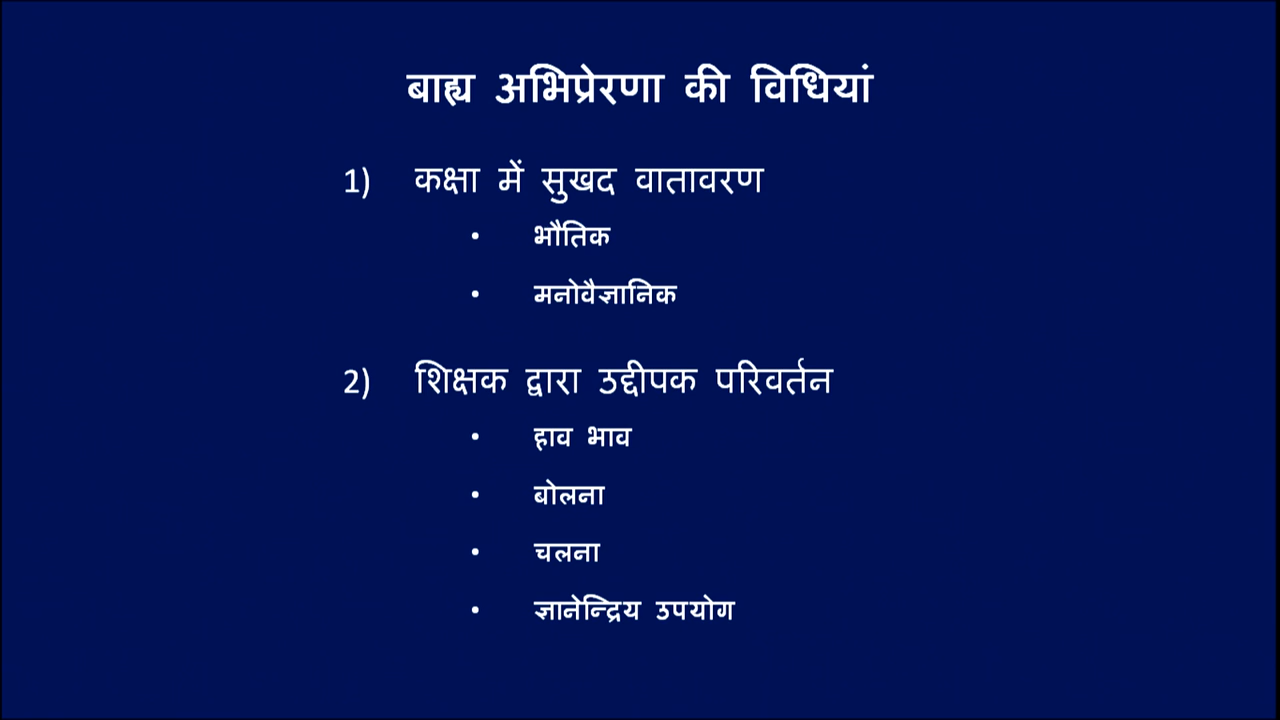 बाह्य अभिप्रेरणा की विधियां
1) कक्षा में सुखद वातावरण
• भौतिक
• मनोवैज्ञानिक
2) शिक्षक द्वारा उद्दीपक परिवर्तन
• हाव भाव
• बोलना
• चलना
• ज्ञानेन्द्रिय उपयोग